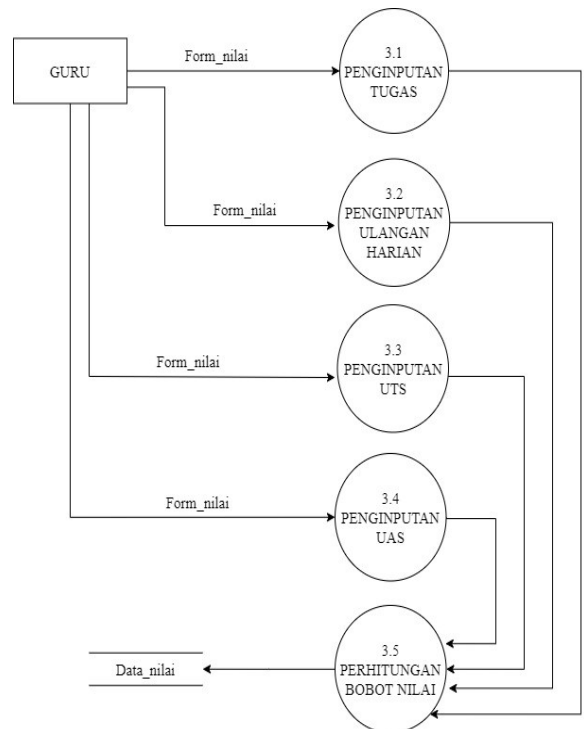 GURU
Form_nilai
3.1
PENGINPUTAN
TUGAS
Form_nilai
3.2
PENGINPUTAN
ULANGAN
HARIAN
Form_nilai
3.3
PENGINPUTAN
UTS
Form_nilai
3.4
PENGINPUTAN
UAS
Data_nilai
3.5
PERHITUNGAN
BOBOT NILAI